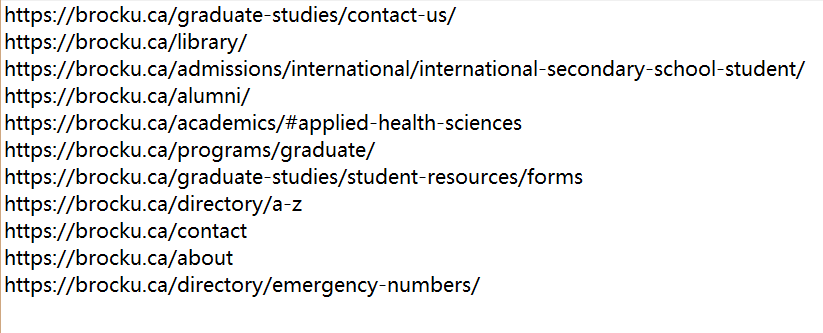 https://brocku.ca/graduate-studies/contact-us/
https://brocku.ca/library/
https://brocku.ca/admissions/international/international-secondary-school-student/
https://brocku.ca/alumni/
https://brocku.ca/academics/#applied-health-sciences
https://brocku.ca/programs/graduate/
https://brocku.ca/graduate-studies/student-resources/forms
https://brocku.ca/directory/a-z
https://brocku.ca/contact
https://brocku.ca/about
https://brocku.ca/directory/emergency-numbers/